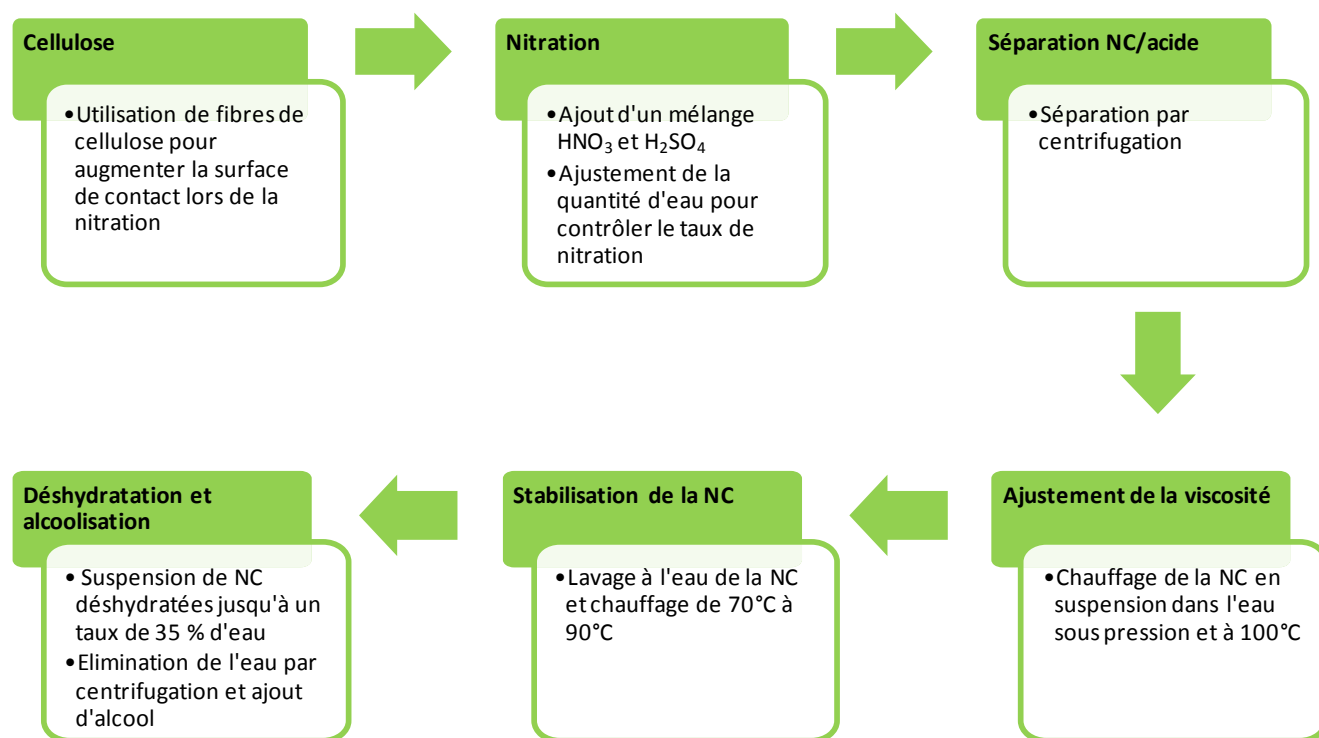 Cellulose
•Utilisation de fibres de
cellulose pour
augmenter la surface
de contact lors de la
nitration
Nitration
•Ajout d'un mélange
HNO₃ et H₂SO₄
•Ajustement de la
quantité d'eau pour
contrôler le taux de
nitration
Séparation NC/acide
•Séparation par
centrifugation
Ajustement de la viscosité
•Chauffage de la NC en
suspension dans l'eau
sous pression et à 100°C
Stabilisation de la NC
•Lavage à l'eau de la NC
et chauffage de 70°C à
90°C
Déshydratation et
alcoolisation
• Suspension de NC
déshydratées jusqu'à un
taux de 35 % d'eau
•Elimination de l'eau par
centrifugation et ajout
d'alcool